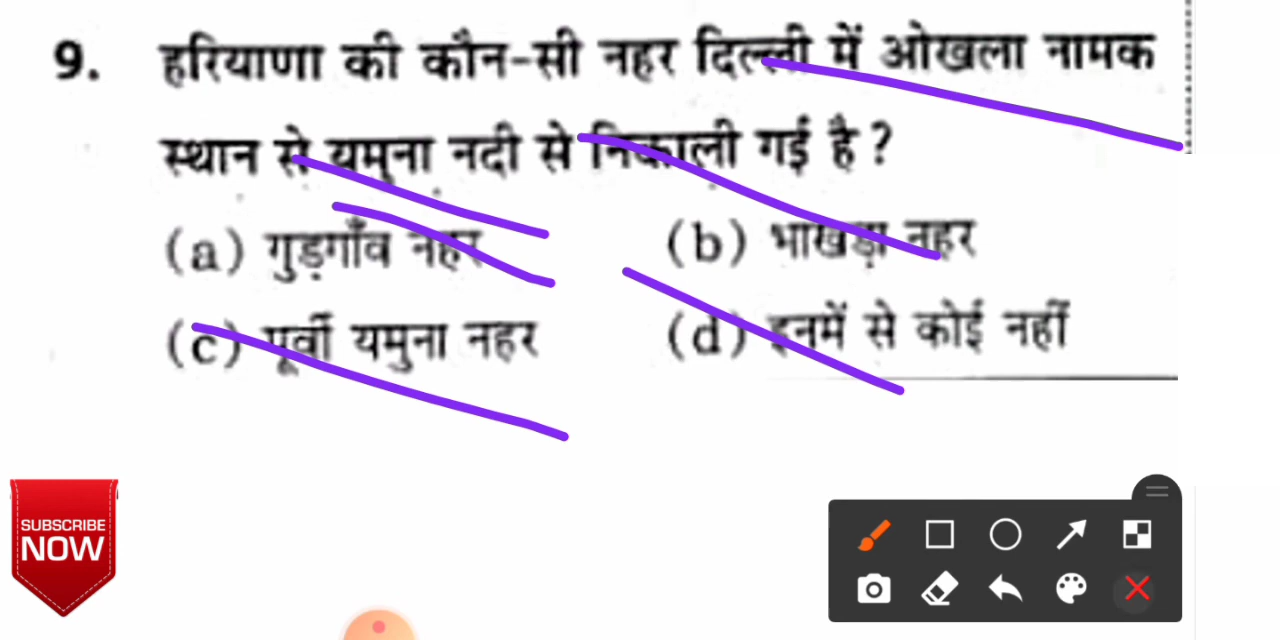 9. हरियाणा की कौन-सी नहर दिल्ली में ओखला नामक
स्थान से यमुना नदी से निकाली गई है?
(a) गुड़गाँव नहर (b) भाखड़ा नहर
(c) पूर्वी यमुना नहर (d) इनमें से कोई नहीं
SUBSCRIBE
NOW